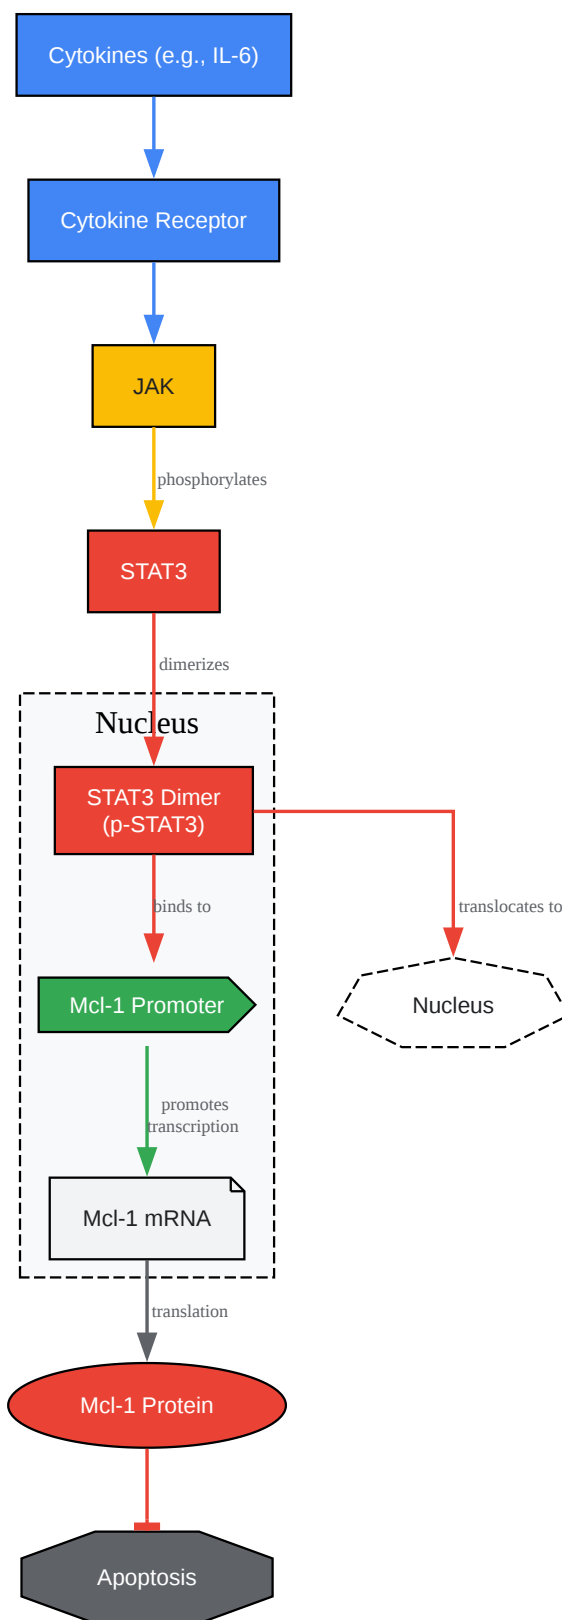 Cytokines (e.g., IL-6)
Cytokine Receptor
JAK
phosphorylates
STAT3
dimerizes
Nucleus
STAT3 Dimer
(p-STAT3)
binds to
translocates to
Mcl-1 Promoter
Nucleus
promotes
transcription
Mcl-1 mRNA
translation
Mcl-1 Protein
Apoptosis